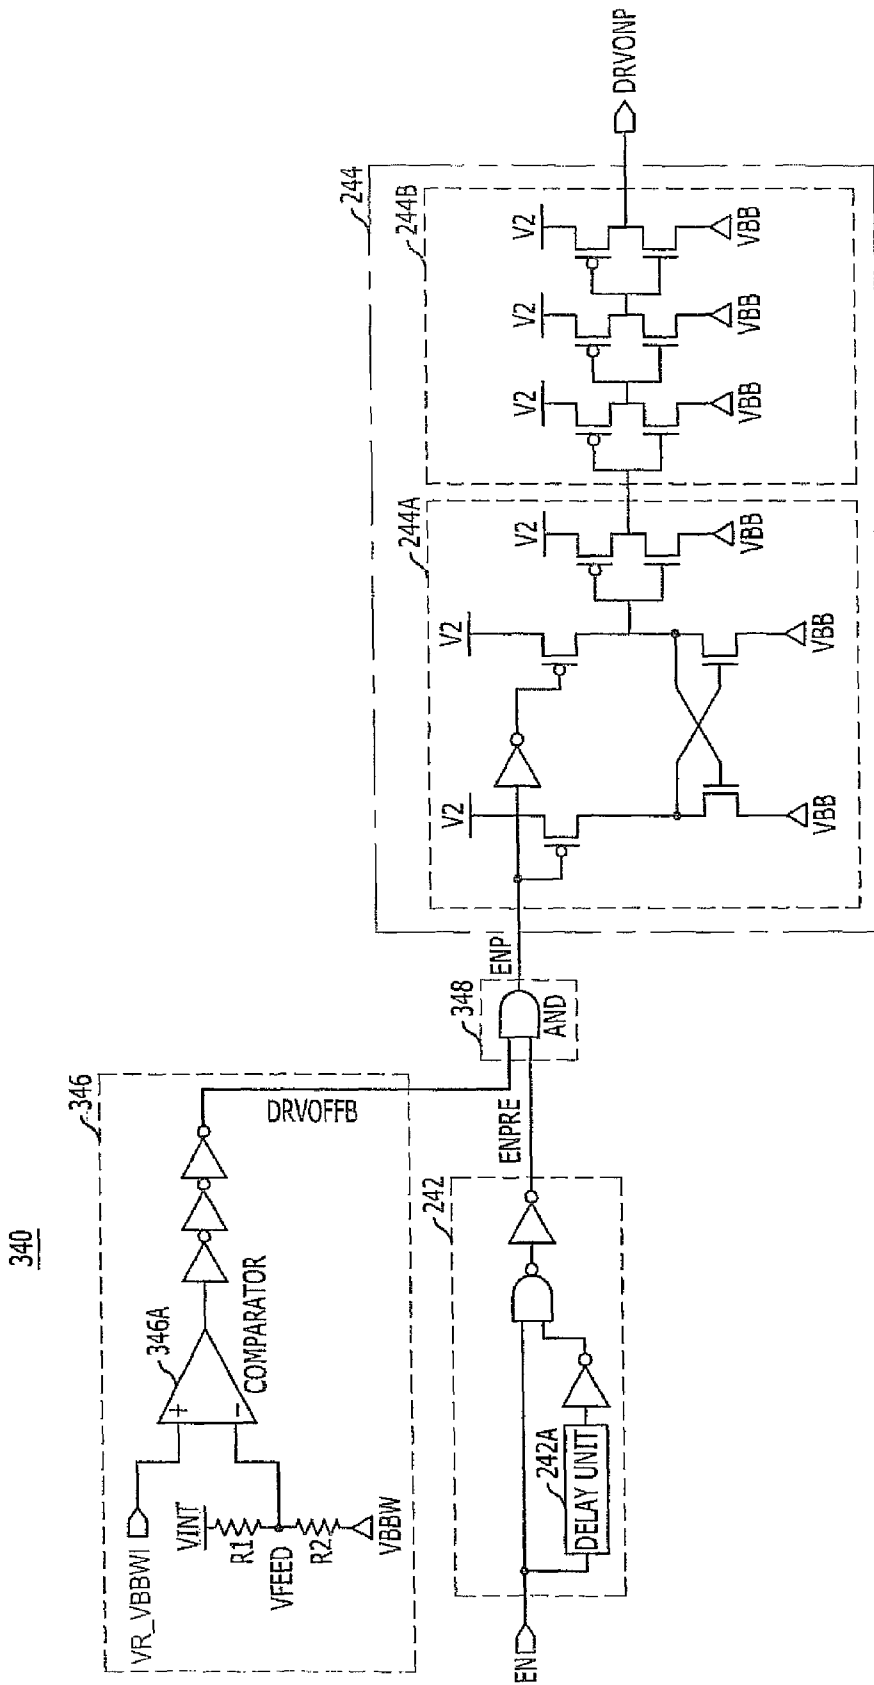 340
346
346A
VR_VBBWI
+
-
COMPARATOR
VINT
R1
VFEED
R2
VBBW
DRVOFFB
242
EN
242A
DELAY UNIT
ENPRE
348
AND
ENP
244
244A
V2
V2
V2
VBB
VBB
VBB
244B
V2
V2
V2
VBB
VBB
VBB
DRVONP